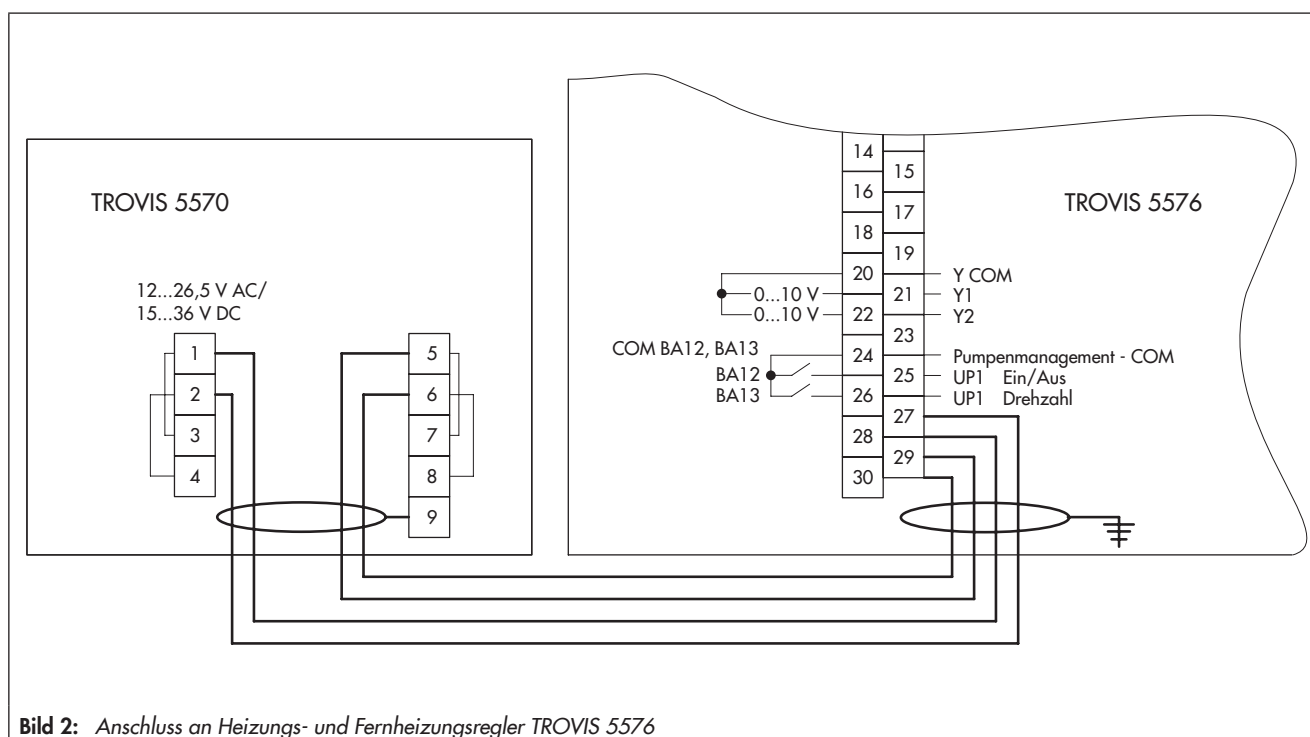 TROVIS 5570
12...26,5 V AC/
15...36 V DC
1
2
3
4
5
6
7
8
9
TROVIS 5576
14
15
16
17
18
19
20
Y COM
0...10 V
21
Y1
0...10 V
22
Y2
23
COM BA12, BA13
24
Pumpenmanagement - COM
BA12
25
UP1 Ein/Aus
BA13
26
UP1 Drehzahl
27
28
29
30
Bild 2: Anschluss an Heizungs- und Fernheizungsregler TROVIS 5576